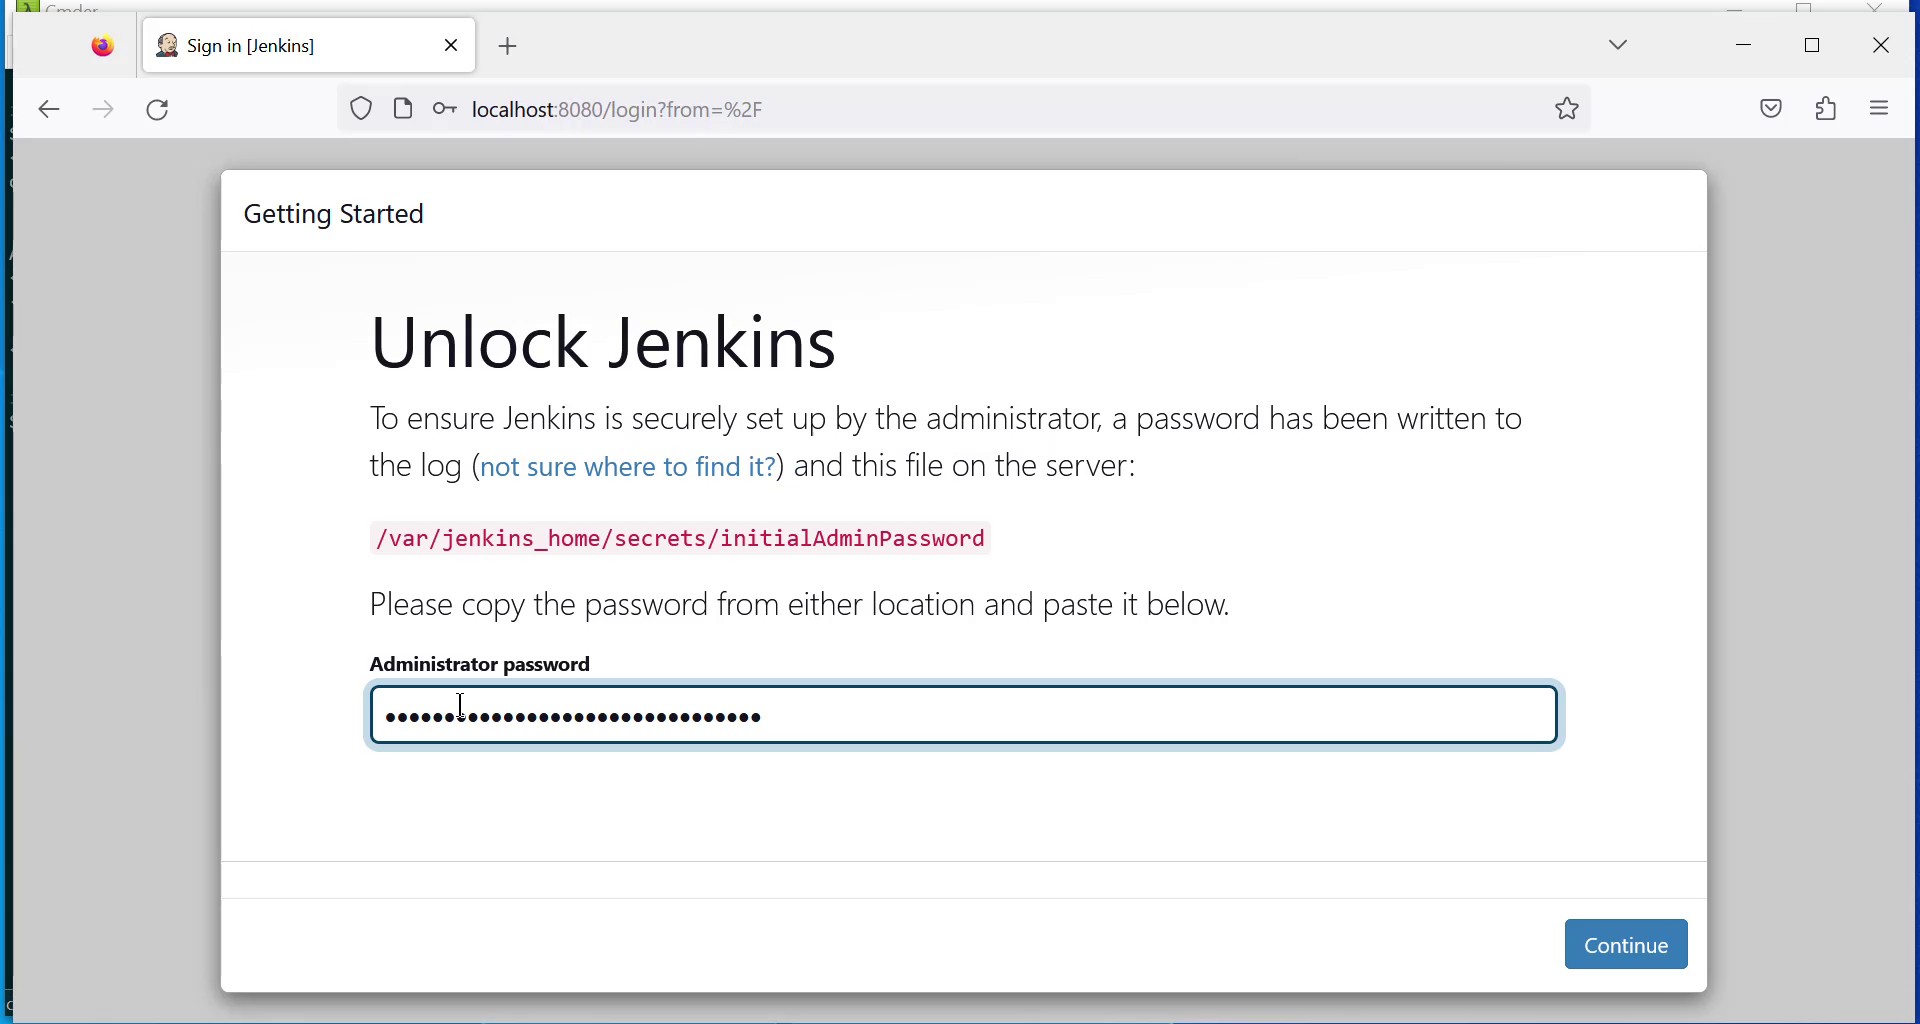 Cmder
Sign in [Jenkins]
localhost:8080/login?from=%2F
Getting Started
Unlock Jenkins
To ensure Jenkins is securely set up by the administrator, a password has been written to
the log (not sure where to find it?) and this file on the server:
/var/jenkins_home/secrets/initialAdminPassword
Please copy the password from either location and paste it below.
Administrator password
••••••••••••••••••••••••••••••••
Continue